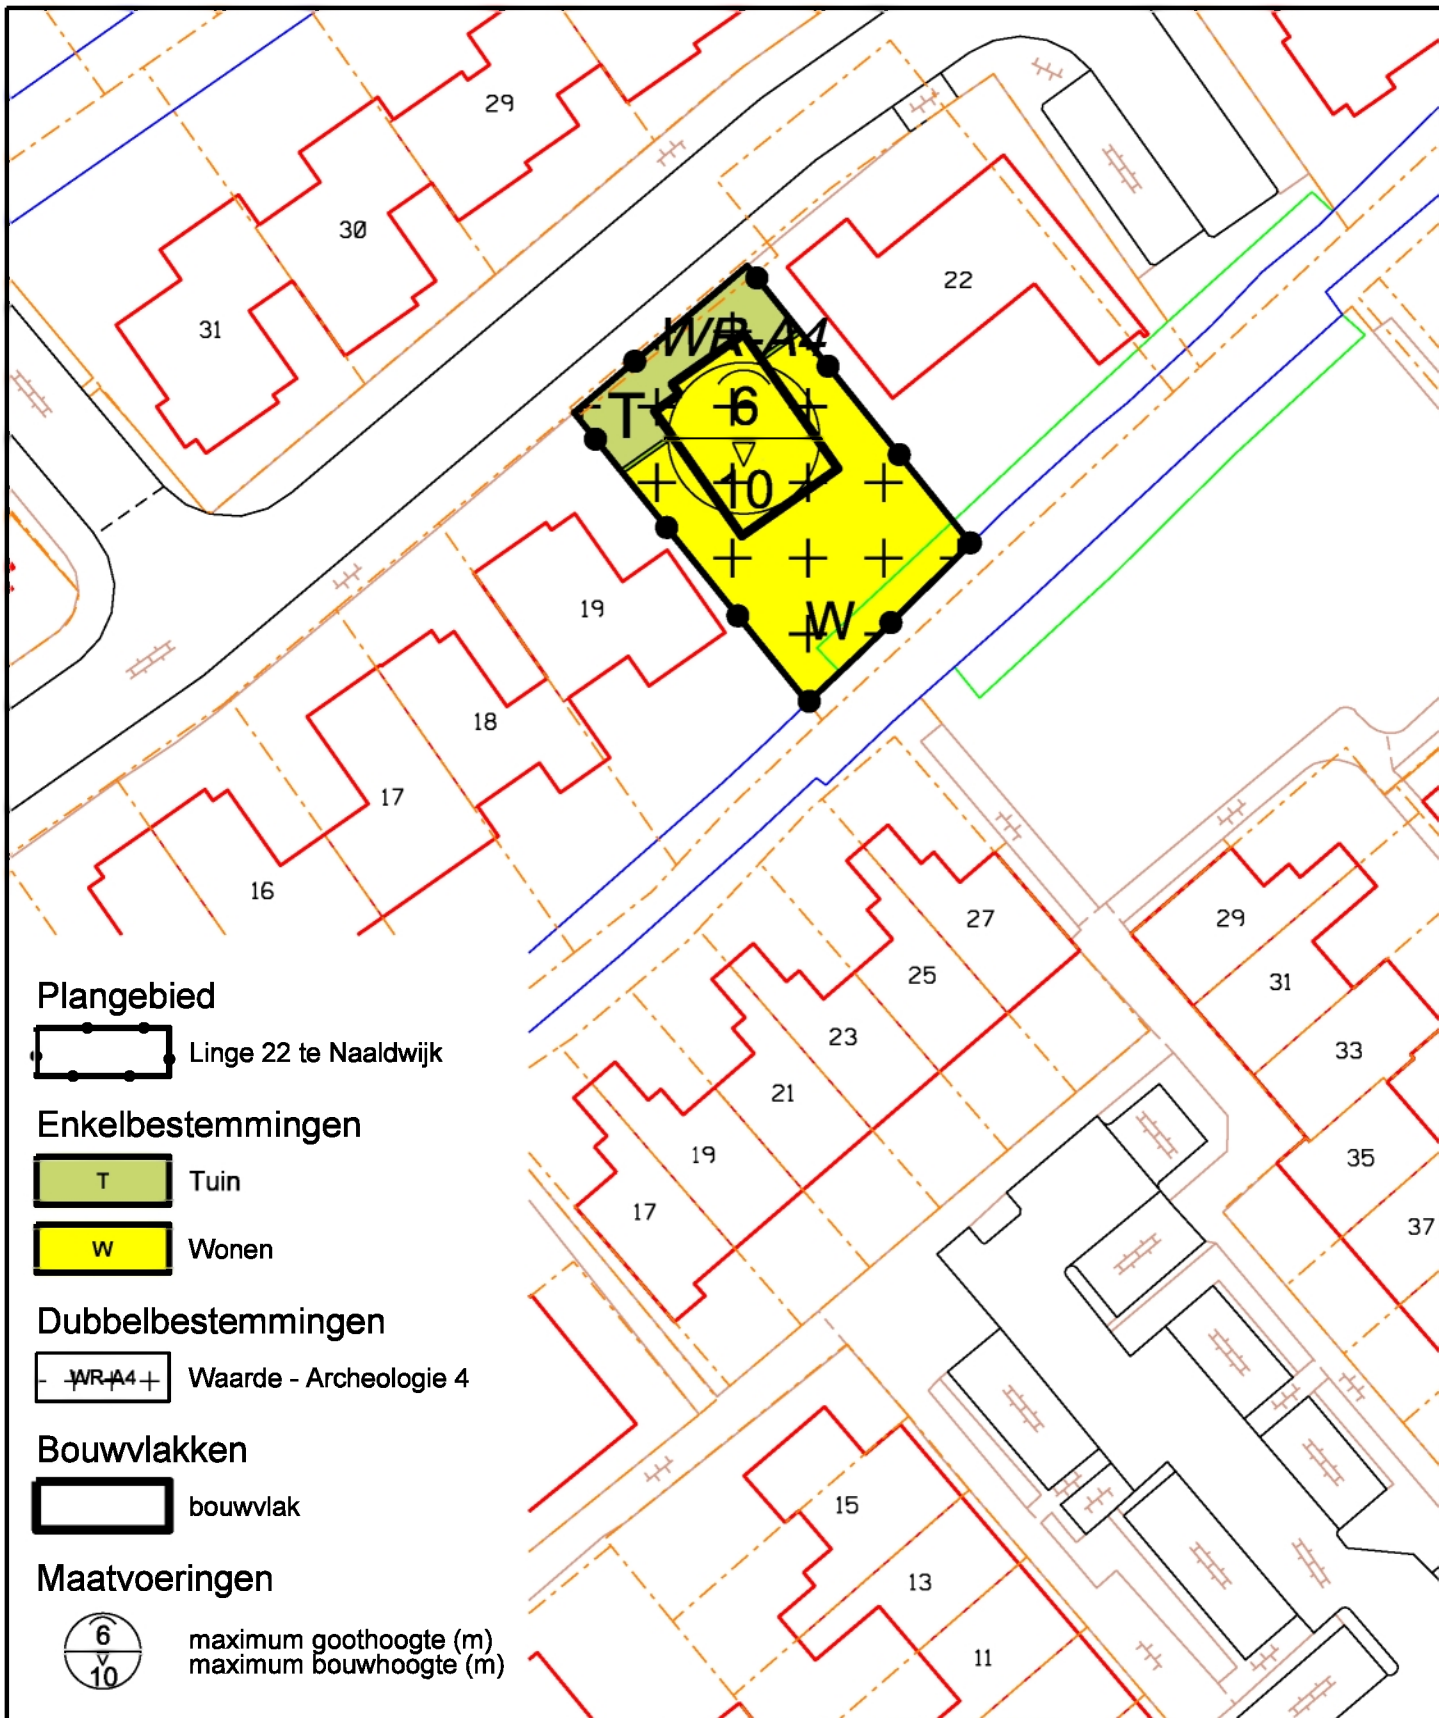 29
30
31
22
WR-A4
T
6
10
W
19
18
17
16
27
25
23
21
19
17
29
31
33
35
37
15
13
11
Plangebied
Linge 22 te Naaldwijk
Enkelbestemmingen
T Tuin
W Wonen
Dubbelbestemmingen
WR-A4 Waarde - Archeologie 4
Bouwvlakken
bouwvlak
Maatvoeringen
6 maximum goothoogte (m)
10 maximum bouwhoogte (m)